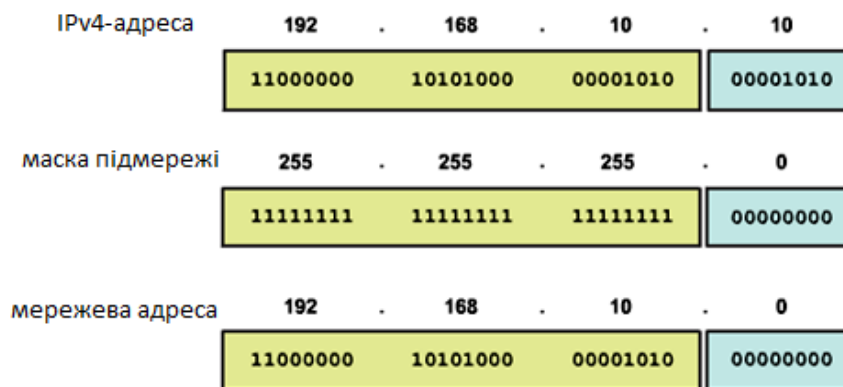 IPv4-адреса 192 . 168 . 10 . 10
11000000 10101000 00001010 00001010
маска підмережі 255 . 255 . 255 . 0
11111111 11111111 11111111 00000000
мережева адреса 192 . 168 . 10 . 0
11000000 10101000 00001010 00000000